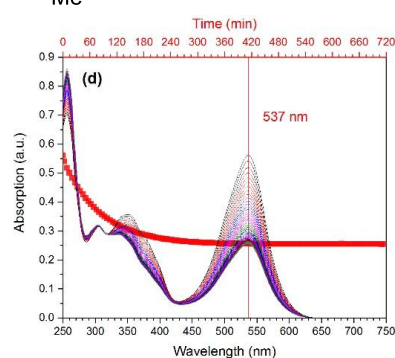 Me
Time (min)
0 60 120 180 240 300 360 420 480 540 600 660 720
0.9
(d)
0.8
0.7
537 nm
0.6
0.5
0.4
0.3
0.2
0.1
0.0
Absorption (a.u.)
250 300 350 400 450 500 550 600 650 700 750
Wavelength (nm)